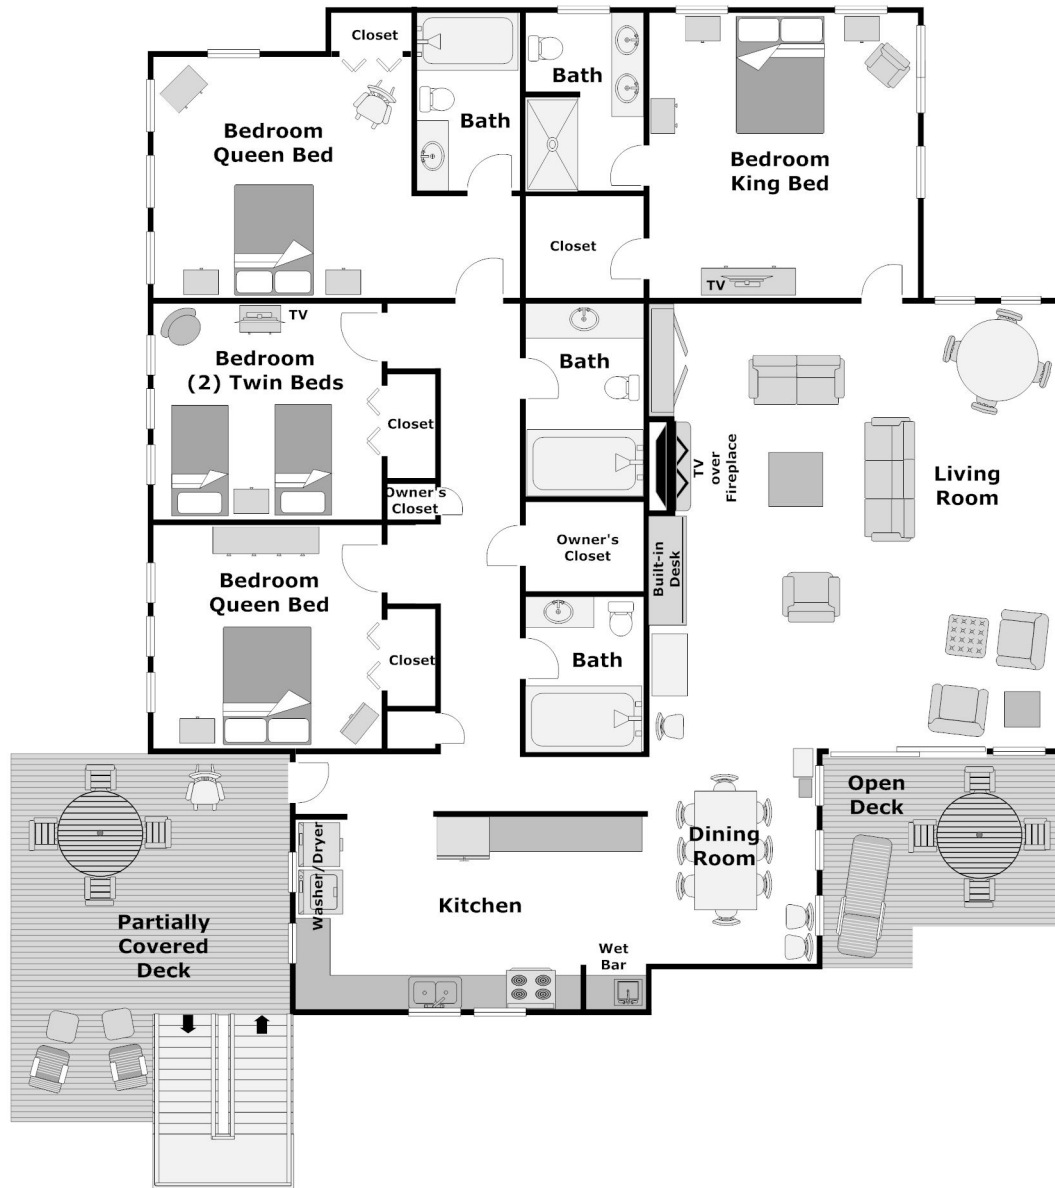 Closet
Bath
Bath
Bedroom
Queen Bed
Bedroom
King Bed
Closet
TV
TV
Bedroom
(2) Twin Beds
Bath
Closet
TV
over
Fireplace
Living
Room
Owner's
Closet
Owner's
Closet
Built-in
Desk
Bedroom
Queen Bed
Closet
Bath
Open
Deck
Washer/Dryer
Dining
Room
Kitchen
Partially
Covered
Deck
Wet
Bar